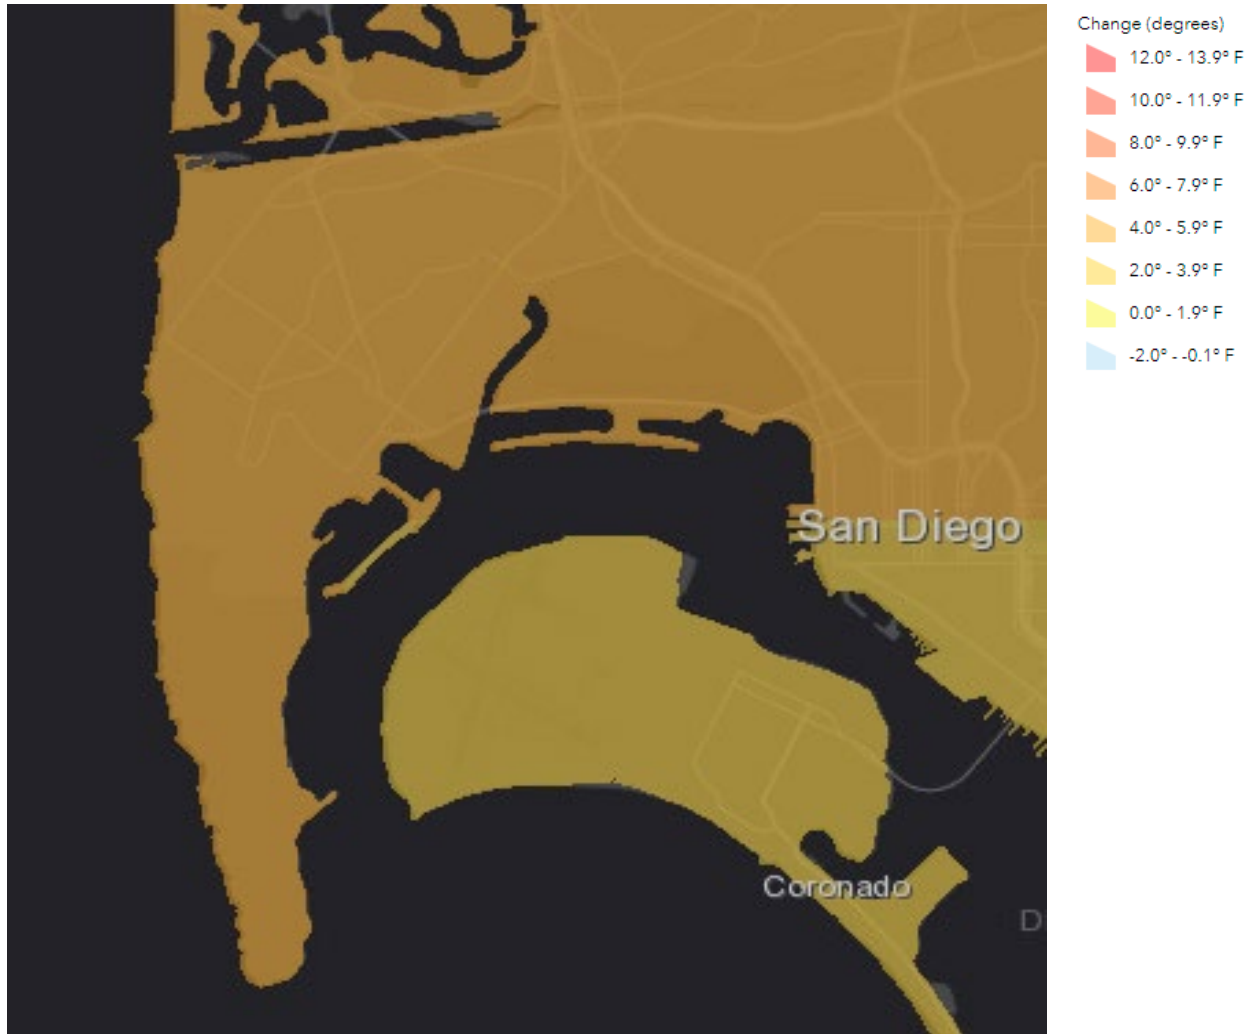 Change (degrees)
12.0° - 13.9° F
10.0° - 11.9° F
8.0° - 9.9° F
6.0° - 7.9° F
4.0° - 5.9° F
2.0° - 3.9° F
0.0° - 1.9° F
-2.0° - -0.1° F
San Diego
Coronado
D